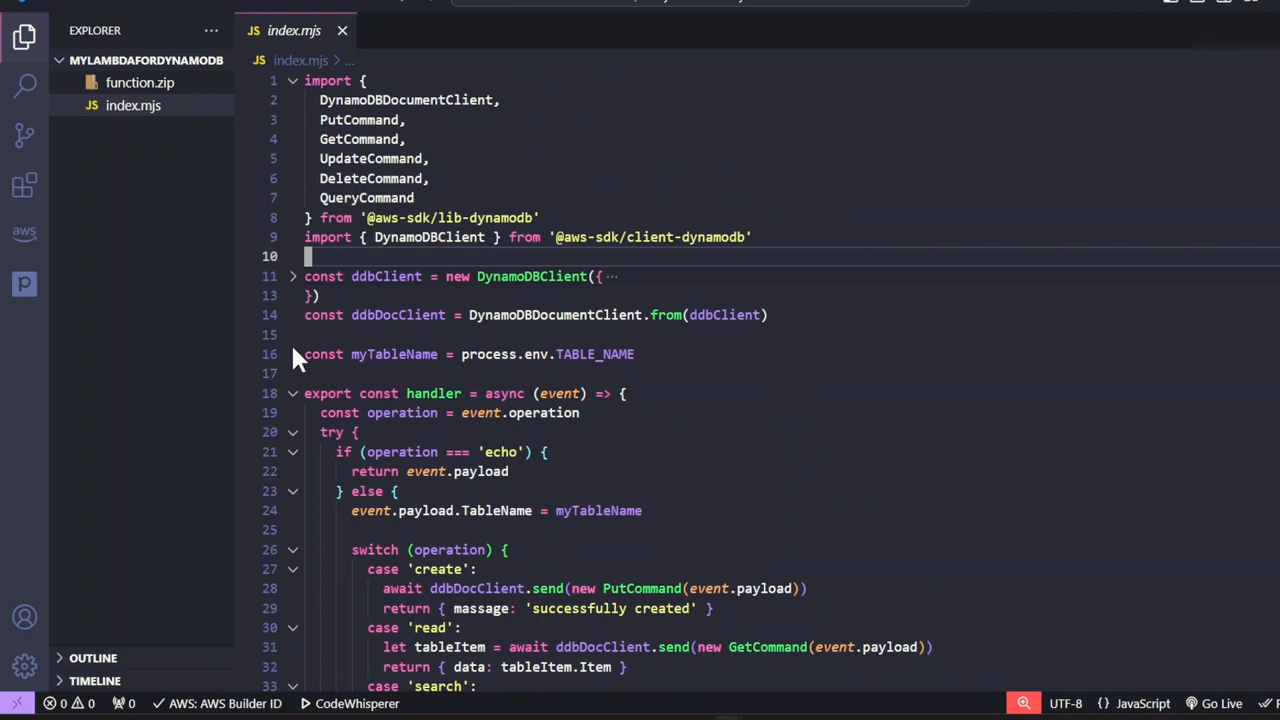 EXPLORER
···
JS index.mjs
MYLAMBDAFORDYNAMODB
function.zip
JS index.mjs
aws
JS index.mjs > ...
1 import {
2 DynamoDBDocumentClient,
3 PutCommand,
4 GetCommand,
5 UpdateCommand,
6 DeleteCommand,
7 QueryCommand
8 } from '@aws-sdk/lib-dynamodb'
9 import { DynamoDBClient } from '@aws-sdk/client-dynamodb'
10
11 const ddbClient = new DynamoDBClient({ ···
13 })
14 const ddbDocClient = DynamoDBDocumentClient.from(ddbClient)
15
16 const myTableName = process.env.TABLE_NAME
17
18 export const handler = async (event) => {
19 const operation = event.operation
20 try {
21 if (operation === 'echo') {
22 return event.payload
23 } else {
24 event.payload.TableName = myTableName
25
26 switch (operation) {
27 case 'create':
28 await ddbDocClient.send(new PutCommand(event.payload))
29 return { massage: 'successfully created' }
30 case 'read':
31 let tableItem = await ddbDocClient.send(new GetCommand(event.payload))
32 return { data: tableItem.Item }
33 case 'search':
OUTLINE
TIMELINE
0 0 0 AWS: AWS Builder ID CodeWhisperer UTF-8 {} JavaScript Go Live